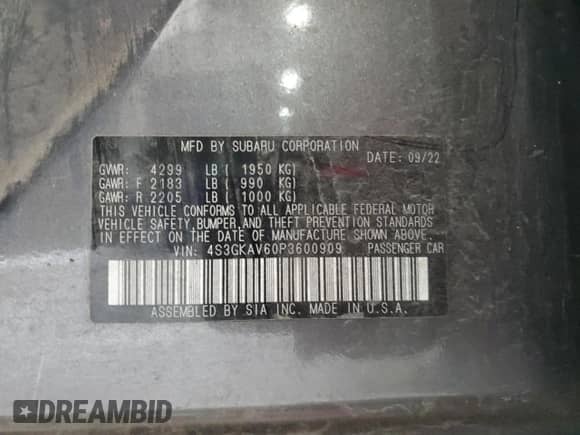 MFD BY SUBARU CORPORATION
DATE: 09/22
GVWR: 4299 LB ( 1950 KG)
GAWR: F 2183 LB ( 990 KG)
GAWR: R 2205 LB ( 1000 KG)
THIS VEHICLE CONFORMS TO ALL APPLICABLE FEDERAL MOTOR
VEHICLE SAFETY, BUMPER, AND THEFT PREVENTION STANDARDS
IN EFFECT ON THE DATE OF MANUFACTURE SHOWN ABOVE.
VIN: 4S3GKAV60P3600909 PASSENGER CAR
ASSEMBLED BY SIA INC. MADE IN U.S.A.
DREAMBID